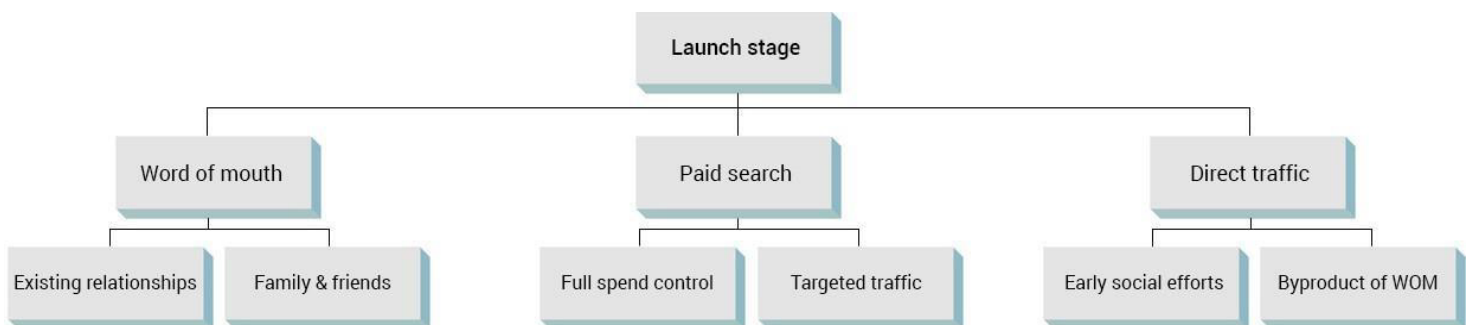 Launch stage
Word of mouth
Paid search
Direct traffic
Existing relationships
Family & friends
Full spend control
Targeted traffic
Early social efforts
Byproduct of WOM